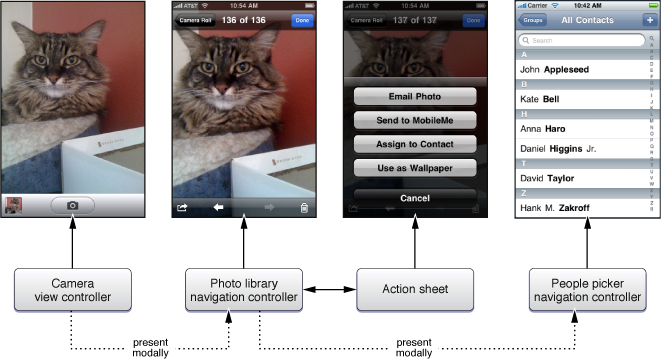 AT&T 10:54 AM
Camera Roll 136 of 136 Done
AT&T 10:54 AM
Camera Roll 137 of 137 Done
Email Photo
Send to MobileMe
Assign to Contact
Use as Wallpaper
Cancel
Carrier 10:42 AM
Groups All Contacts +
Search
A
John Appleseed
B
Kate Bell
H
Anna Haro
Daniel Higgins Jr.
T
David Taylor
Z
Hank M. Zakroff
Camera
view controller
Photo library
navigation controller
Action sheet
People picker
navigation controller
present
modally
present
modally